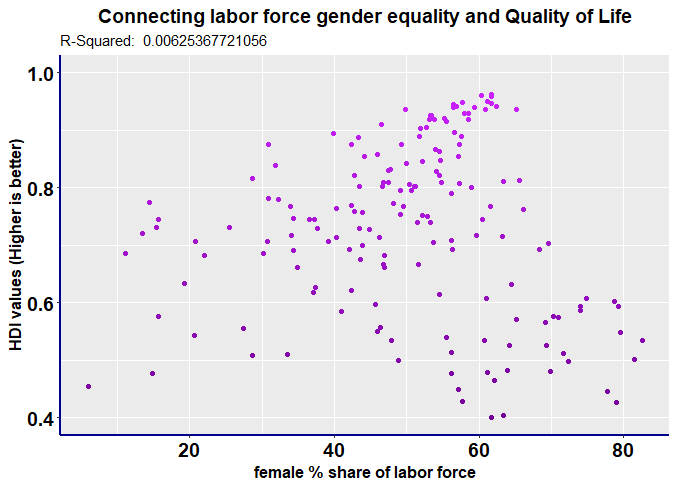 Connecting labor force gender equality and Quality of Life
R-Squared:  0.00625367721056
1.0
0.8
0.6
0.4
HDI values (Higher is better)
20
40
60
80
female % share of labor force